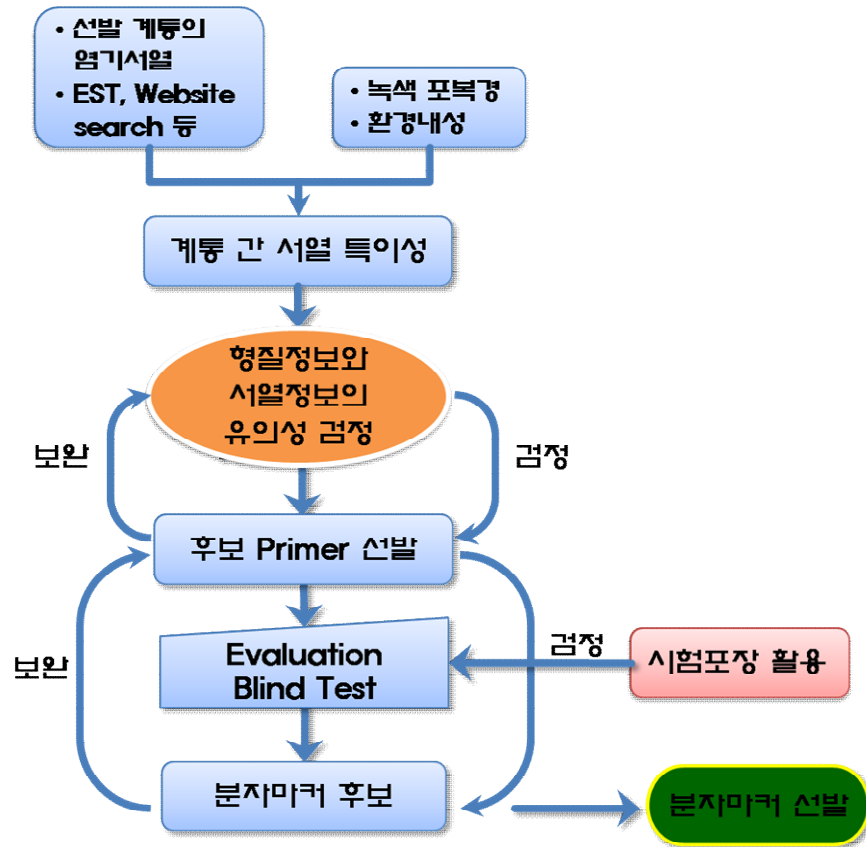 • 선발 계통의
염기서열
• EST, Website
search 등
• 녹색 포복경
• 환경내성
계통 간 서열 특이성
형질정보와
서열정보의
유의성 검정
보완
검정
후보 Primer 선발
Evaluation
Blind Test
보완
검정
시험포장 활용
분자마커 후보
분자마커 선발